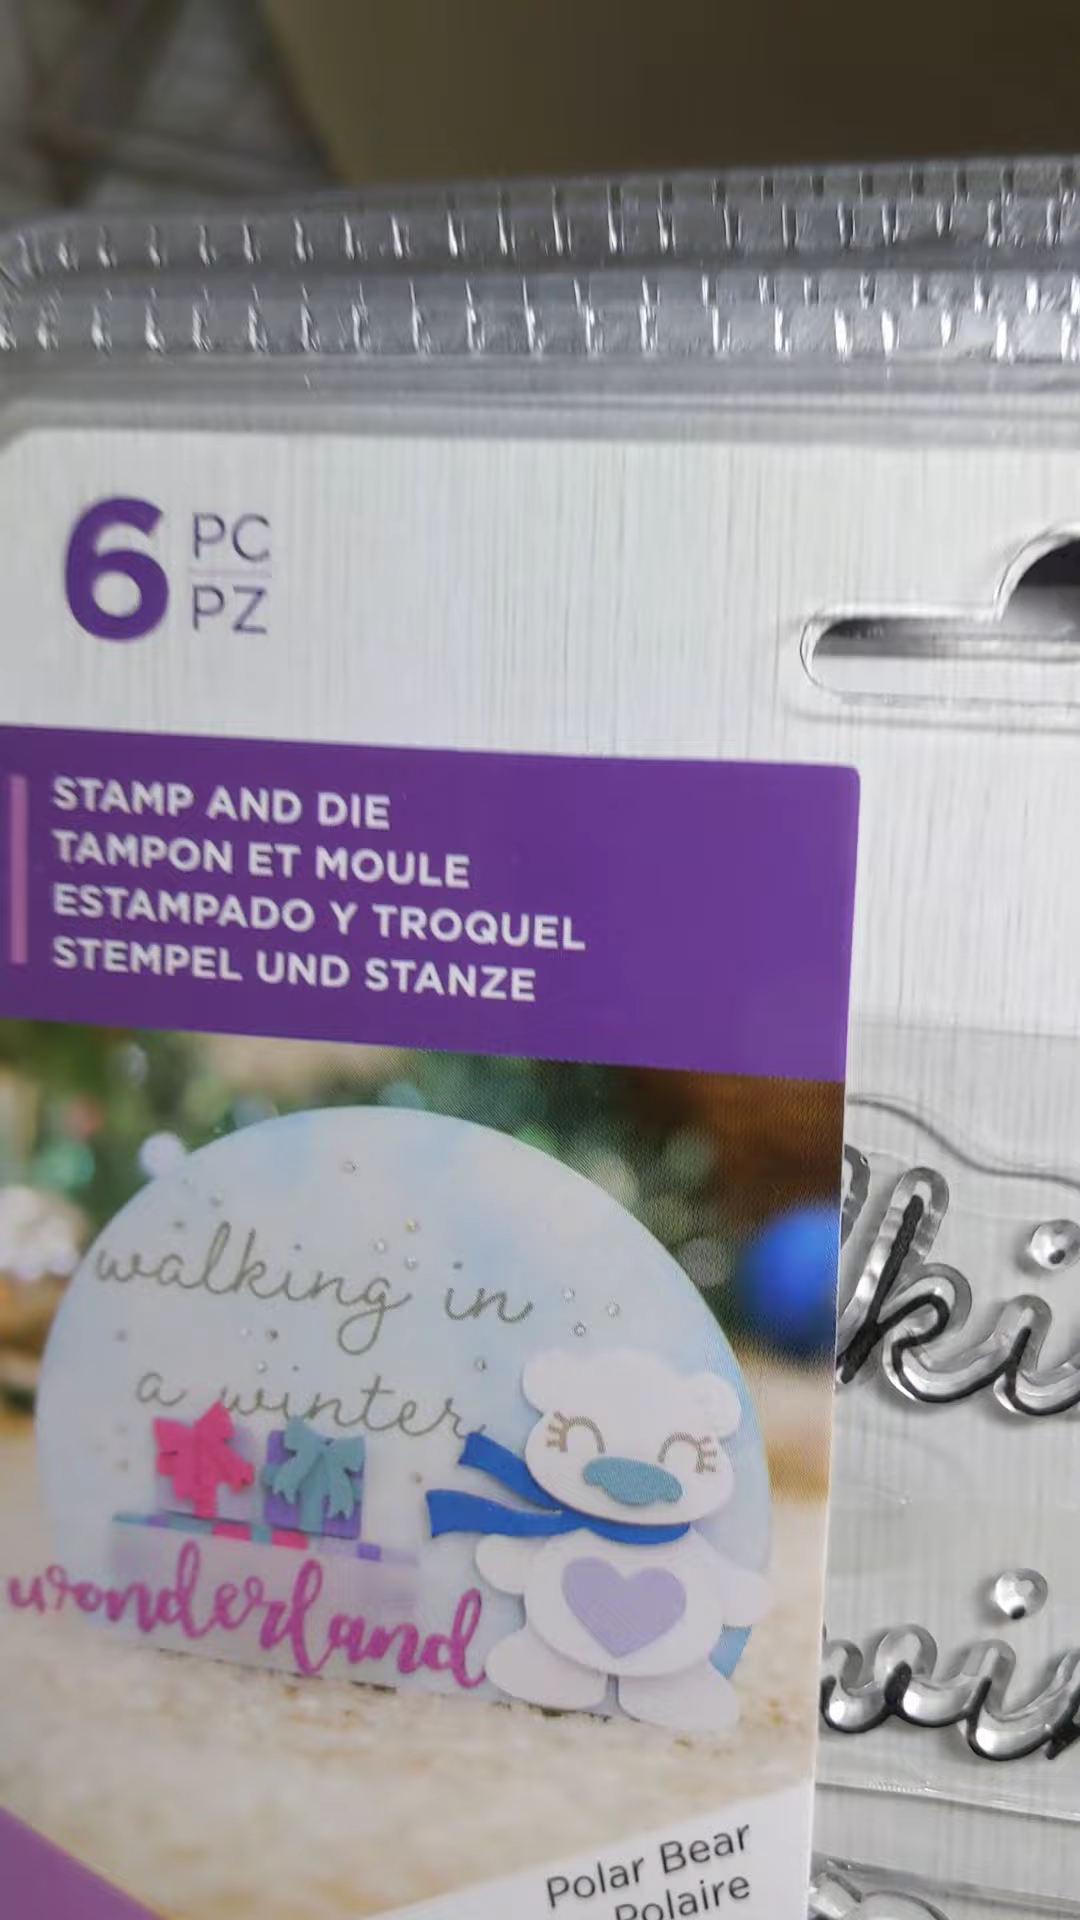 6 PC
PZ
STAMP AND DIE
TAMPON ET MOULE
ESTAMPADO Y TROQUEL
STEMPEL UND STANZE
walking in
a winter
wonderland
Polar Bear
Polaire